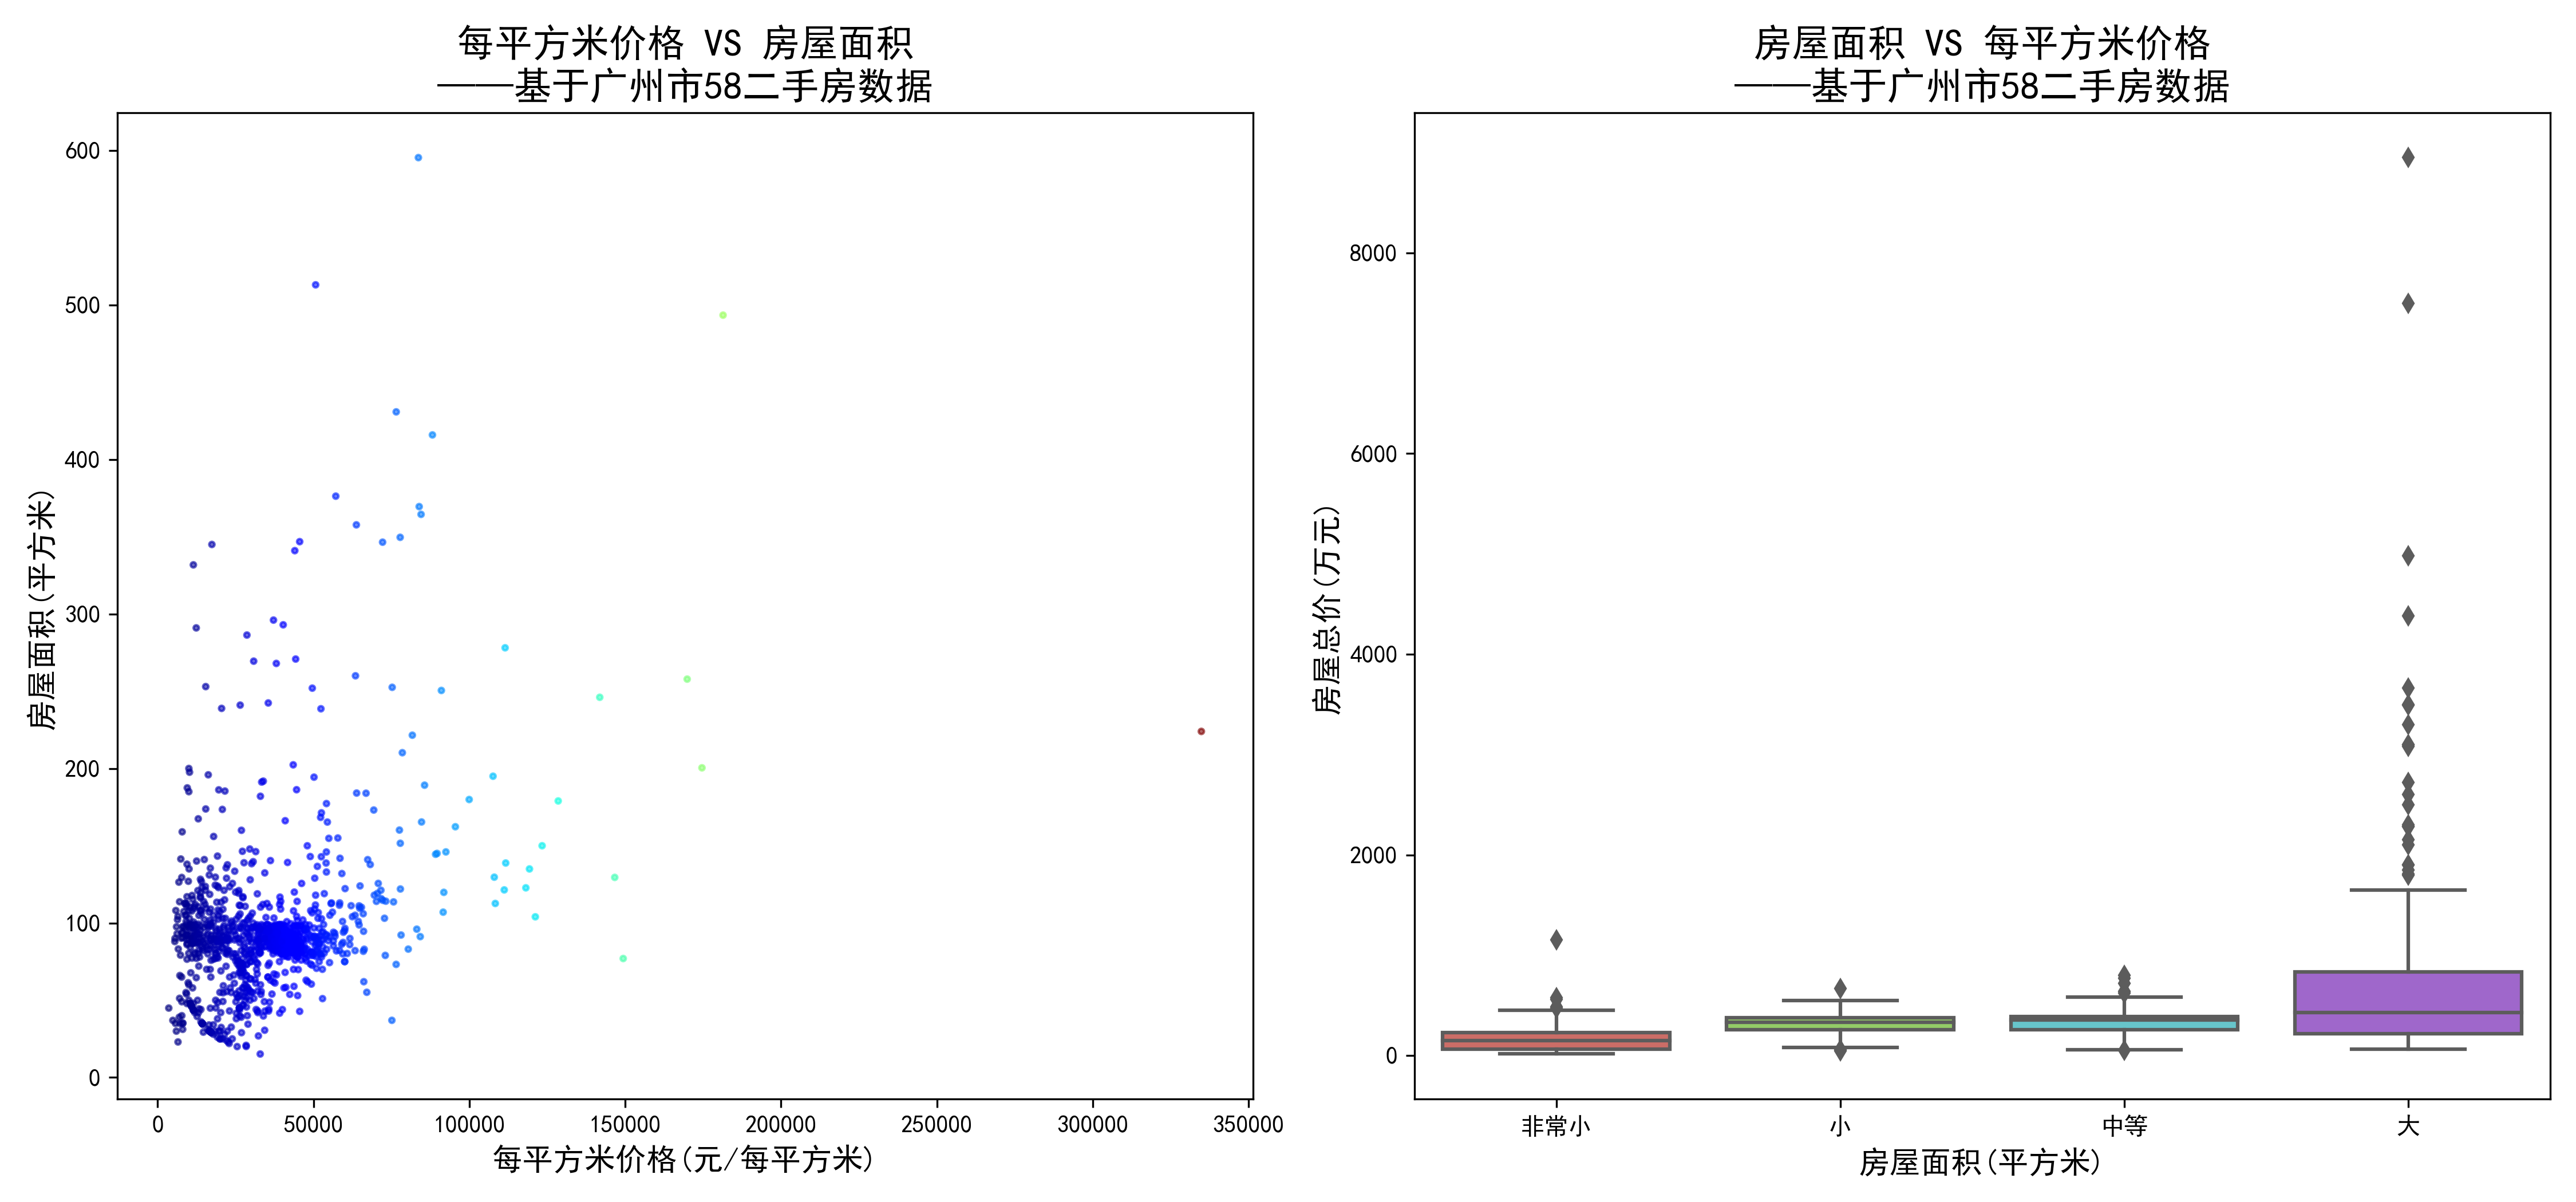 每平方米价格 VS 房屋面积
——基于广州市58二手房数据
600
500
400
300
200
100
0
房屋面积(平方米)
0 50000 100000 150000 200000 250000 300000 350000
每平方米价格(元/每平方米)
房屋面积 VS 每平方米价格
——基于广州市58二手房数据
8000
6000
4000
2000
0
房屋总价(万元)
非常小 小 中等 大
房屋面积(平方米)